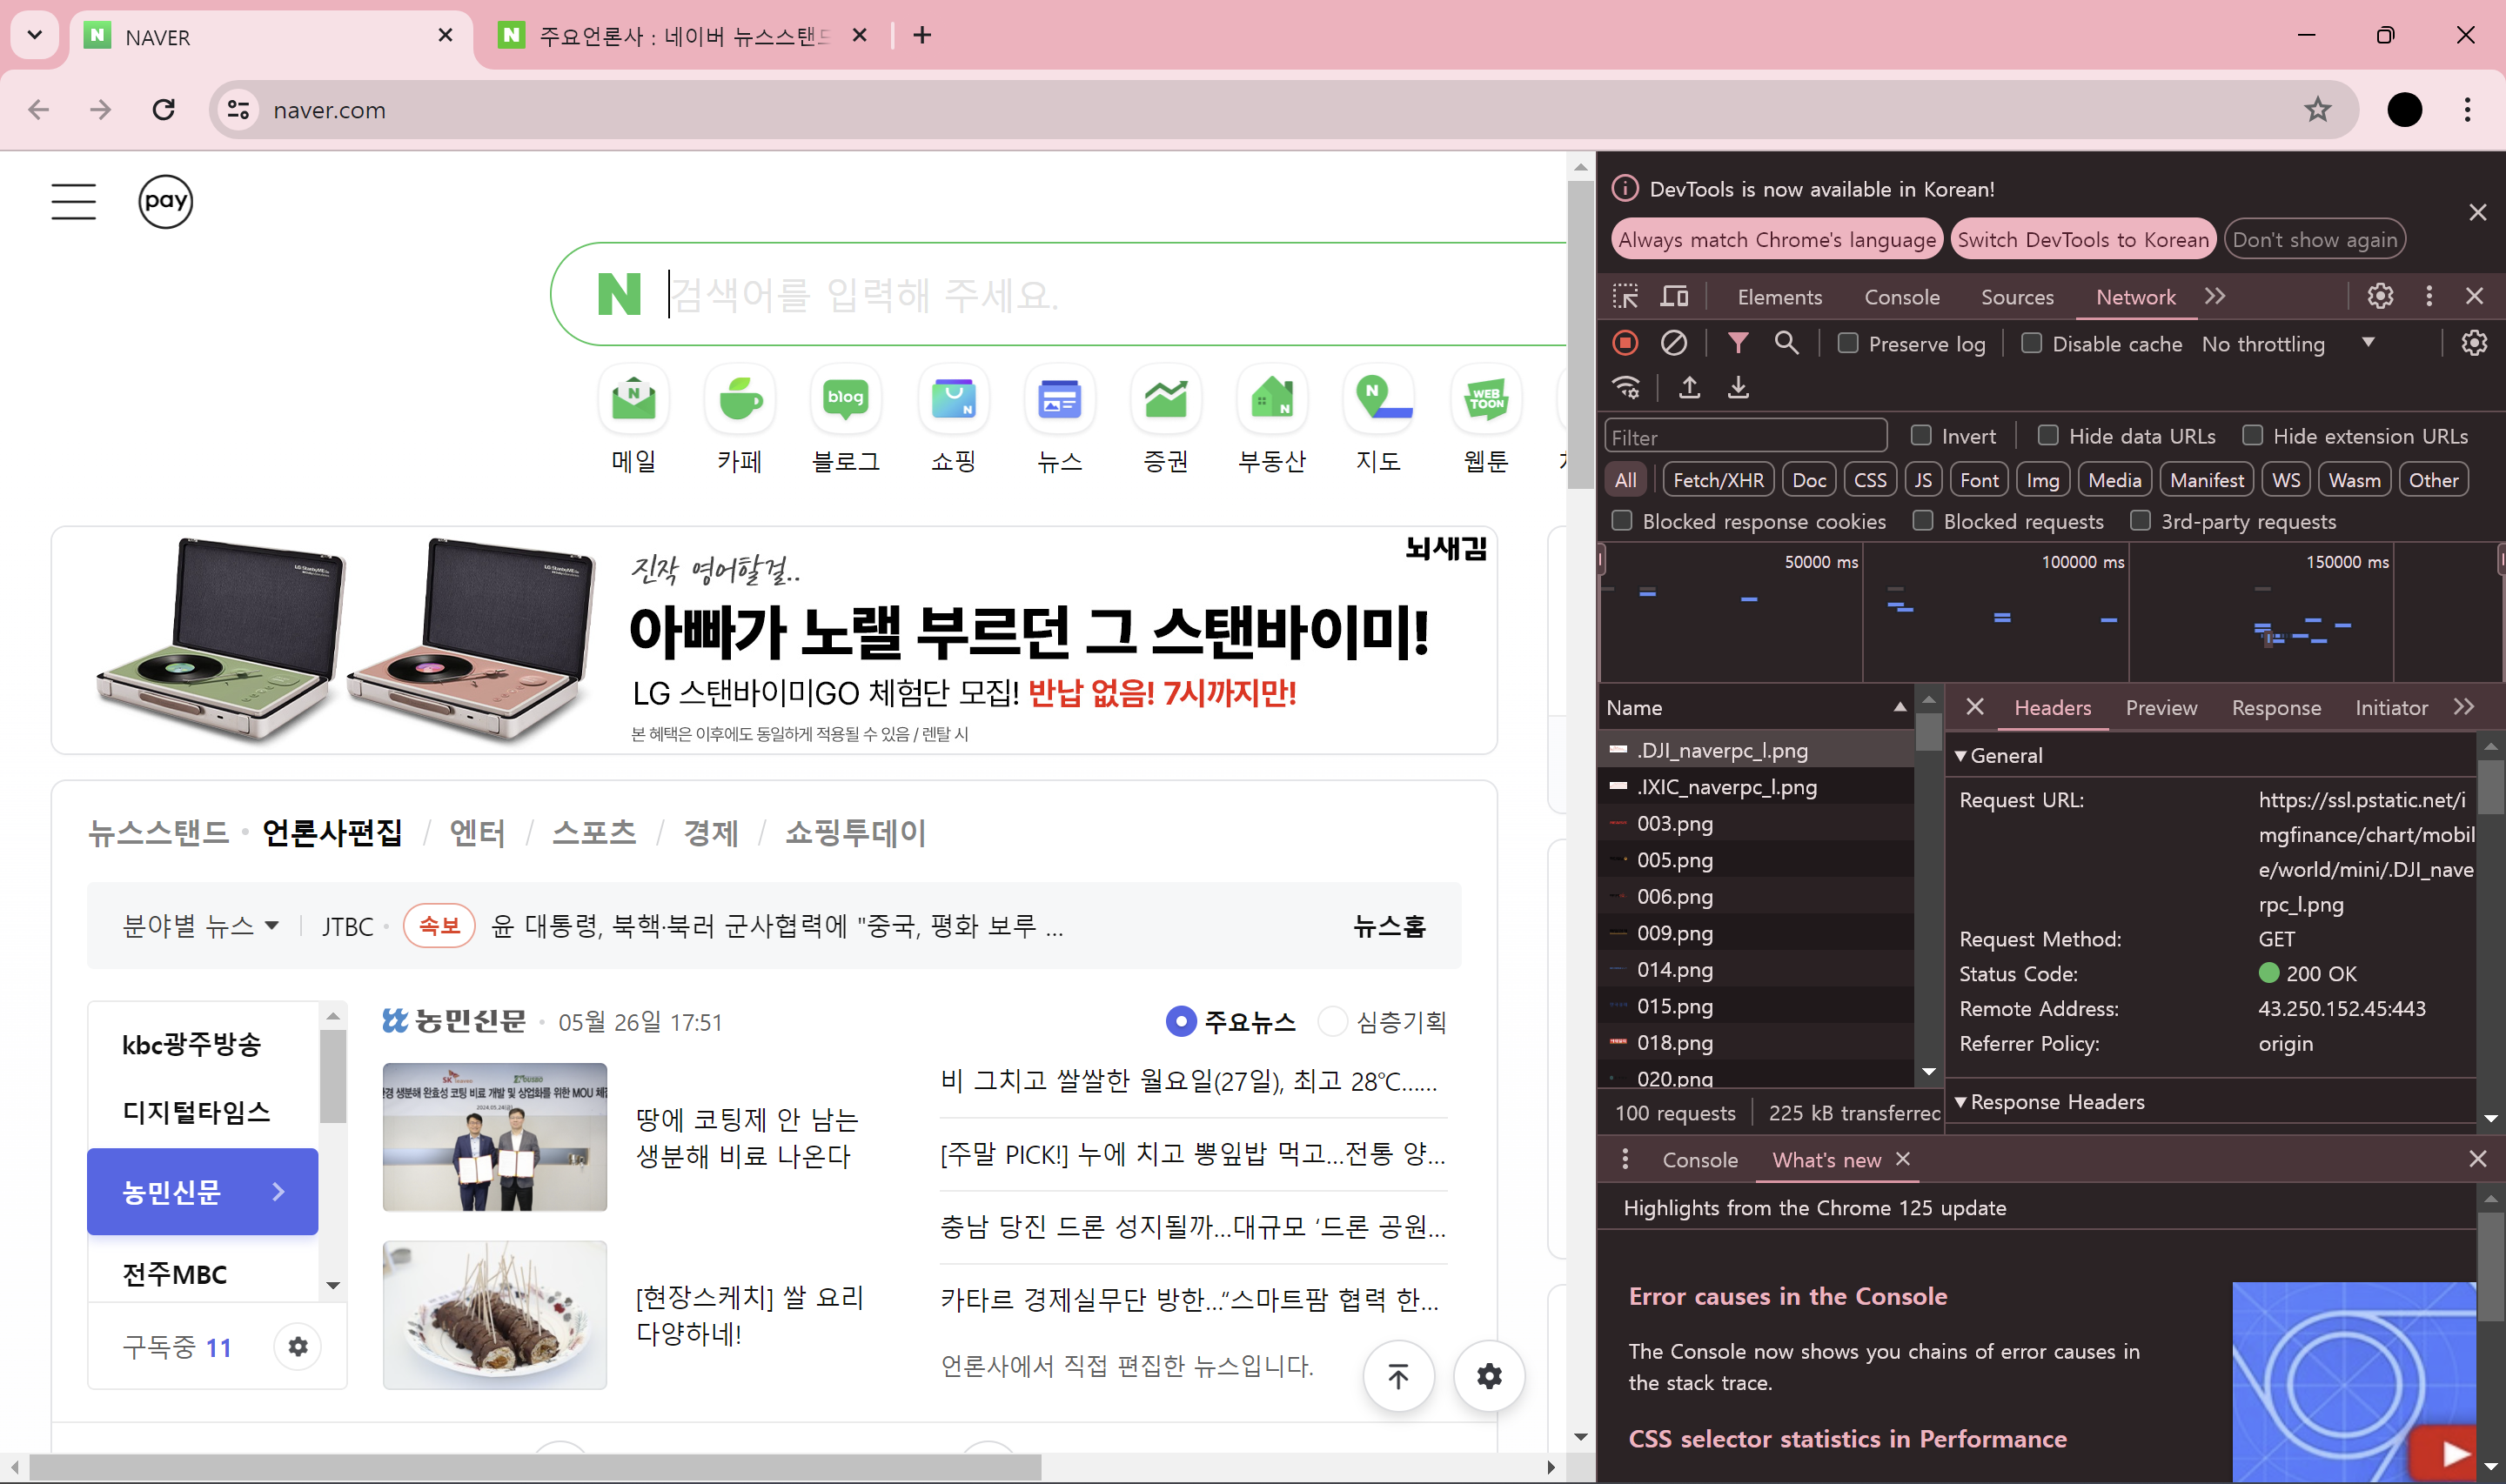 NAVER
주요언론사 : 네이버 뉴스스탠드
naver.com
pay
검색어를 입력해 주세요.
메일
카페
blog
블로그
쇼핑
뉴스
증권
부동산
지도
WEB
TOON
웹툰
뇌새김
진작 영어할걸..
아빠가 노랠 부르던 그 스탠바이미!
LG 스탠바이미GO 체험단 모집! 반납 없음! 7시까지만!
본 혜택은 이후에도 동일하게 적용될 수 있음 / 렌탈 시
뉴스스탠드 · 언론사편집 / 엔터 / 스포츠 / 경제 / 쇼핑투데이
분야별 뉴스 JTBC · 속보 윤 대통령, 북핵·북러 군사협력에 "중국, 평화 보루 ... 뉴스홈
kbc광주방송
디지털타임스
농민신문
전주MBC
구독중 11
농민신문 · 05월 26일 17:51
주요뉴스 심층기획
땅에 코팅제 안 남는
생분해 비료 나온다
[현장스케치] 쌀 요리
다양하네!
비 그치고 쌀쌀한 월요일(27일), 최고 28℃......
[주말 PICK!] 누에 치고 뽕잎밥 먹고...전통 양...
충남 당진 드론 성지될까...대규모 ‘드론 공원...
카타르 경제실무단 방한...“스마트팜 협력 한...
언론사에서 직접 편집한 뉴스입니다.
DevTools is now available in Korean!
Always match Chrome's language
Switch DevTools to Korean
Don't show again
Elements
Console
Sources
Network
Preserve log
Disable cache
No throttling
Filter
Invert
Hide data URLs
Hide extension URLs
All
Fetch/XHR
Doc
CSS
JS
Font
Img
Media
Manifest
WS
Wasm
Other
Blocked response cookies
Blocked requests
3rd-party requests
50000 ms
100000 ms
150000 ms
Name
.DJI_naverpc_l.png
.IXIC_naverpc_l.png
003.png
005.png
006.png
009.png
014.png
015.png
018.png
020.png
100 requests
225 kB transferrec
Headers
Preview
Response
Initiator
General
Request URL:
https://ssl.pstatic.net/i
mgfinance/chart/mobil
e/world/mini/.DJI_nave
rpc_l.png
Request Method:
GET
Status Code:
200 OK
Remote Address:
43.250.152.45:443
Referrer Policy:
origin
Response Headers
Console
What's new
Highlights from the Chrome 125 update
Error causes in the Console
The Console now shows you chains of error causes in
the stack trace.
CSS selector statistics in Performance